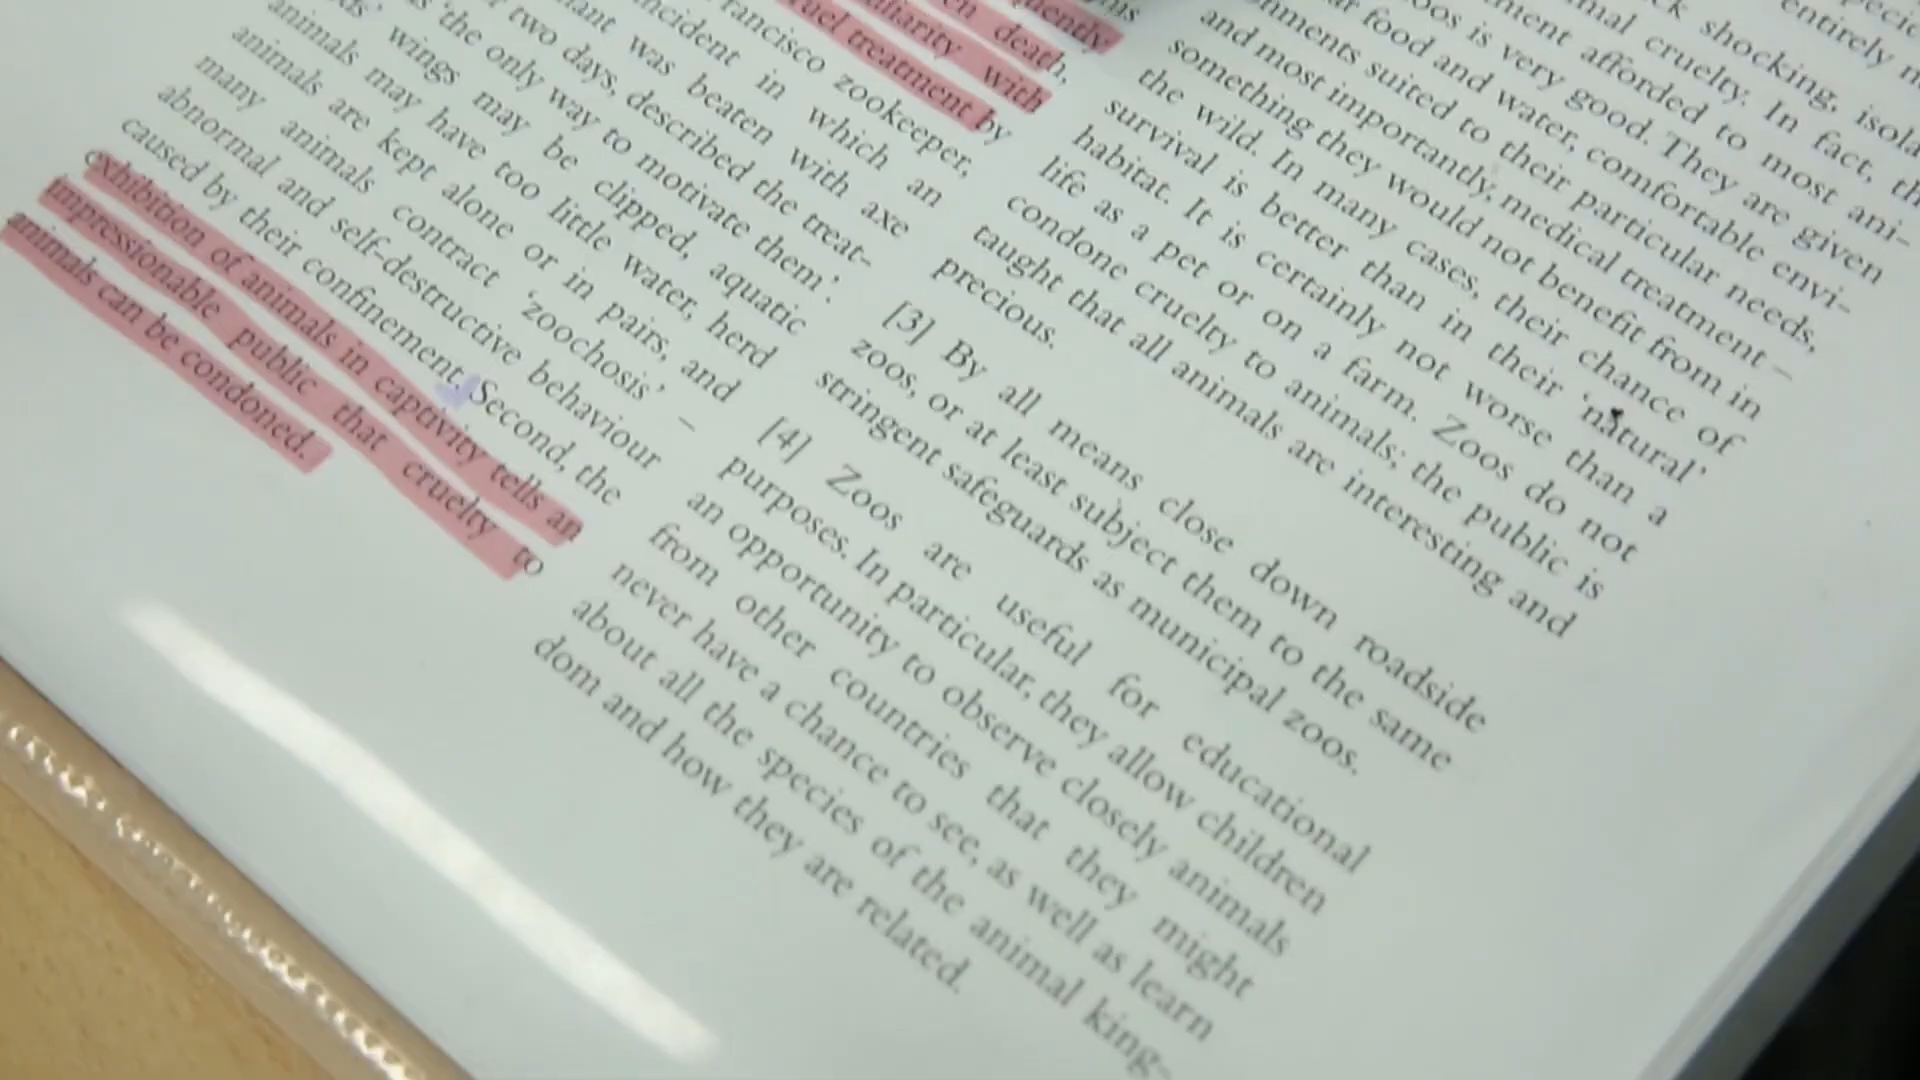 quently
en death,
iliarity with
ruel treatment by
rancisco zookeeper,
incident in which an
ant was beaten with axe
r two days, described the treat-
s 'the only way to motivate them'.
ds' wings may be clipped, aquatic
animals may have too little water, herd
animals are kept alone or in pairs, and
many animals contract 'zoochosis' –
abnormal and self-destructive behaviour
caused by their confinement. Second, the
exhibition of animals in captivity tells an
impressionable public that cruelty to
animals can be condoned.
entirely
ck shocking, isola
mal cruelty. In fact, th
ment afforded to most ani-
oos is very good. They are given
ar food and water, comfortable envi-
nments suited to their particular needs,
and most importantly, medical treatment –
something they would not benefit from in
the wild. In many cases, their chance of
survival is better than in their 'natural'
habitat. It is certainly not worse than a
life as a pet or on a farm. Zoos do not
condone cruelty to animals; the public is
taught that all animals are interesting and
precious.
[3] By all means close down roadside
zoos, or at least subject them to the same
stringent safeguards as municipal zoos.
[4] Zoos are useful for educational
purposes. In particular, they allow children
an opportunity to observe closely animals
from other countries that they might
never have a chance to see, as well as learn
about all the species of the animal king-
dom and how they are related.